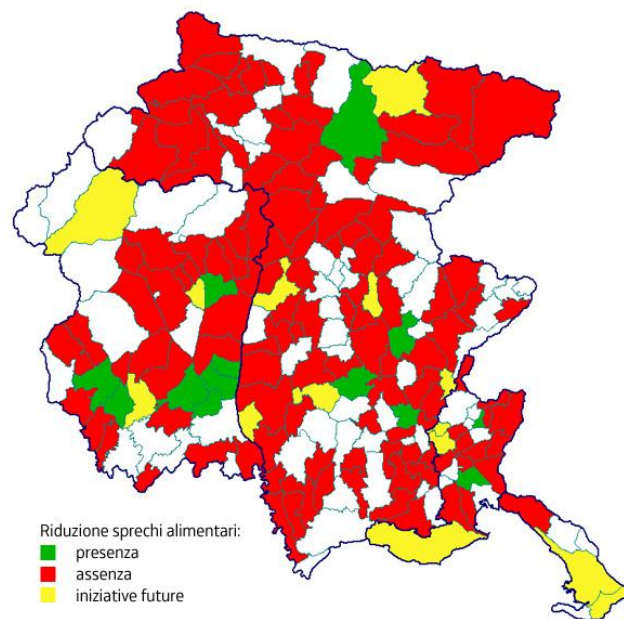 Riduzione sprechi alimentari:
presenza
assenza
iniziative future